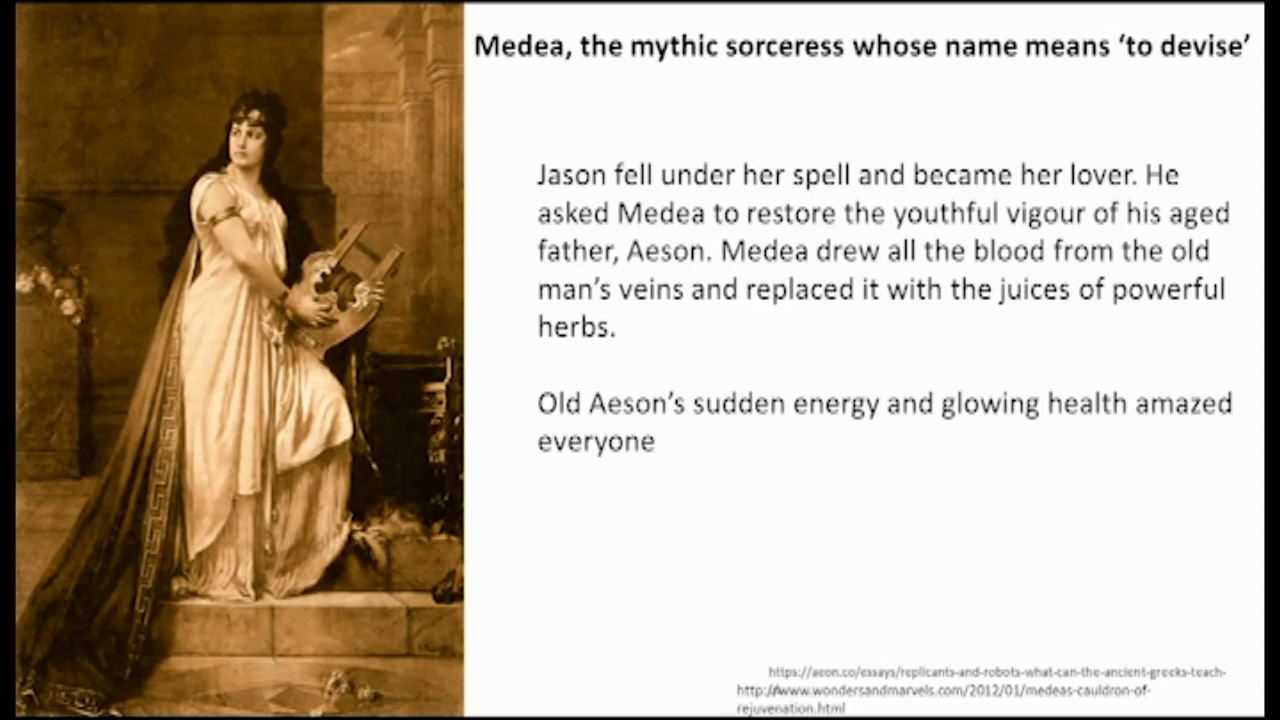 Medea, the mythic sorceress whose name means ‘to devise’
Jason fell under her spell and became her lover. He
asked Medea to restore the youthful vigour of his aged
father, Aeson. Medea drew all the blood from the old
man’s veins and replaced it with the juices of powerful
herbs.
Old Aeson’s sudden energy and glowing health amazed
everyone
https://aeon.co/essays/replicants-and-robots-what-can-the-ancient-greeks-teach-
http://www.wondersandmarvels.com/2012/01/medeas-cauldron-of-
rejuvenation.html